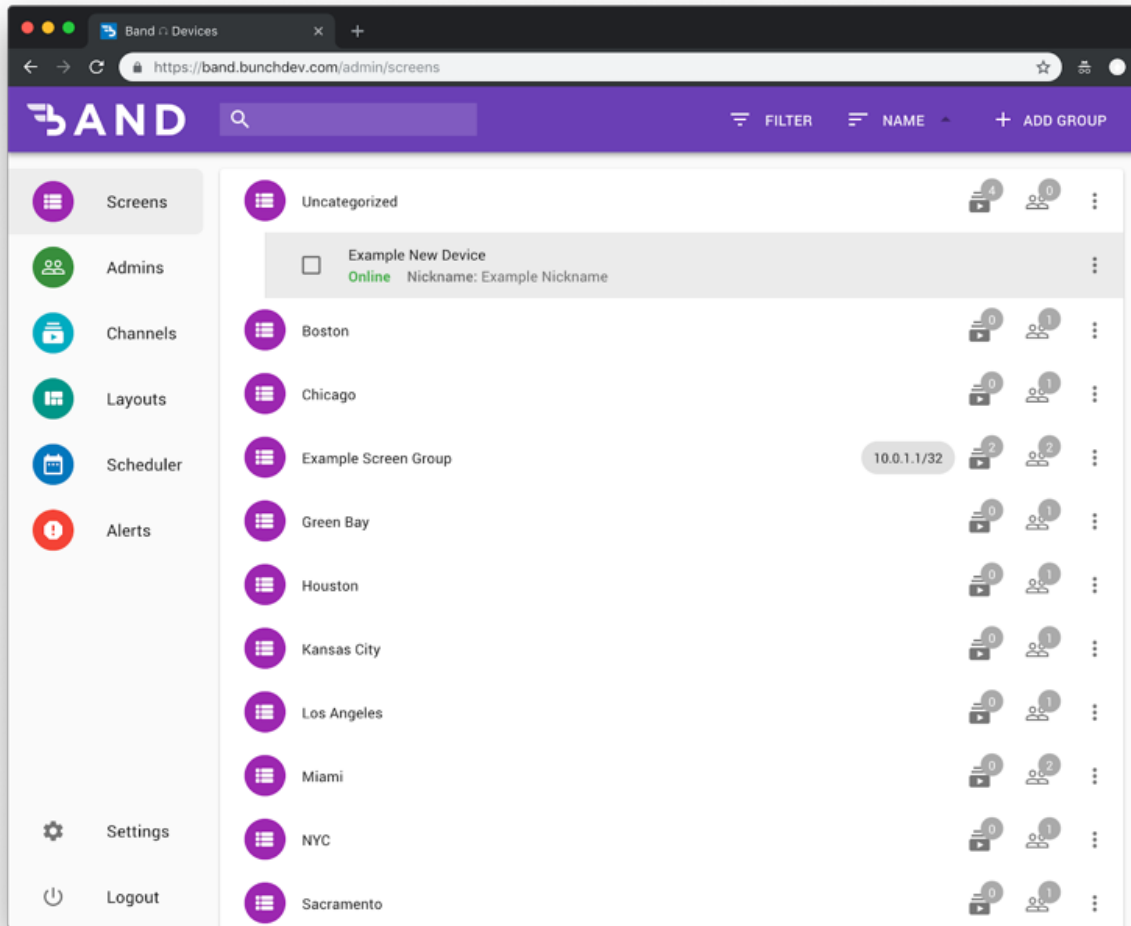 Band ∩ Devices
https://band.bunchdev.com/admin/screens
BAND
FILTER
NAME
ADD GROUP
Screens
Admins
Channels
Layouts
Scheduler
Alerts
Settings
Logout
Uncategorized 4 0
Example New Device
Online Nickname: Example Nickname
Boston 0 1
Chicago 0 1
Example Screen Group 10.0.1.1/32 2 2
Green Bay 0 1
Houston 0 1
Kansas City 0 1
Los Angeles 0 1
Miami 0 2
NYC 0 1
Sacramento 0 1